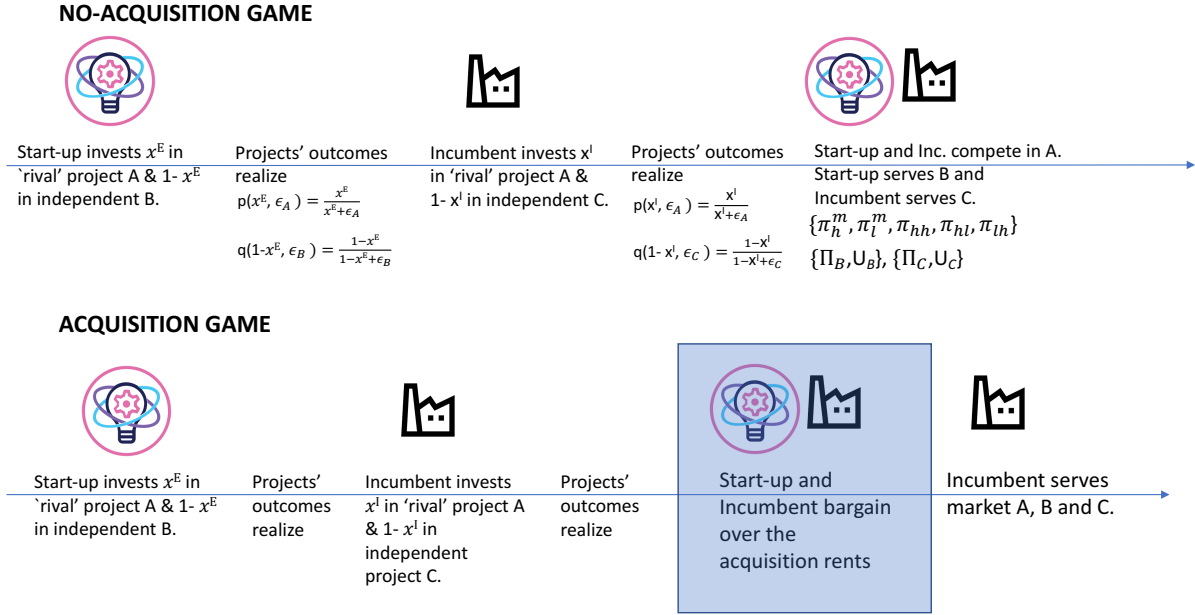 NO-ACQUISITION GAME
Start-up invests x^E in
`rival' project A & 1- x^E
in independent B.
Projects' outcomes
realize
p(x^E, ϵ_A ) = x^E / (x^E+ϵ_A)
q(1-x^E, ϵ_B ) = (1-x^E) / (1-x^E+ϵ_B)
Incumbent invests x^I
in 'rival' project A &
1- x^I in independent C.
Projects' outcomes
realize
p(x^I, ϵ_A ) = x^I / (x^I+ϵ_A)
q(1- x^I, ϵ_C ) = (1-x^I) / (1-x^I+ϵ_C)
Start-up and Inc. compete in A.
Start-up serves B and
Incumbent serves C.
{π_h^m, π_l^m, π_hh, π_hl, π_lh}
{Π_B,U_B}, {Π_C,U_C}
ACQUISITION GAME
Start-up invests x^E in
`rival' project A & 1- x^E
in independent B.
Projects'
outcomes
realize
Incumbent invests
x^I in 'rival' project A
& 1- x^I in
independent
project C.
Projects'
outcomes
realize
Start-up and
Incumbent bargain
over the
acquisition rents
Incumbent serves
market A, B and C.